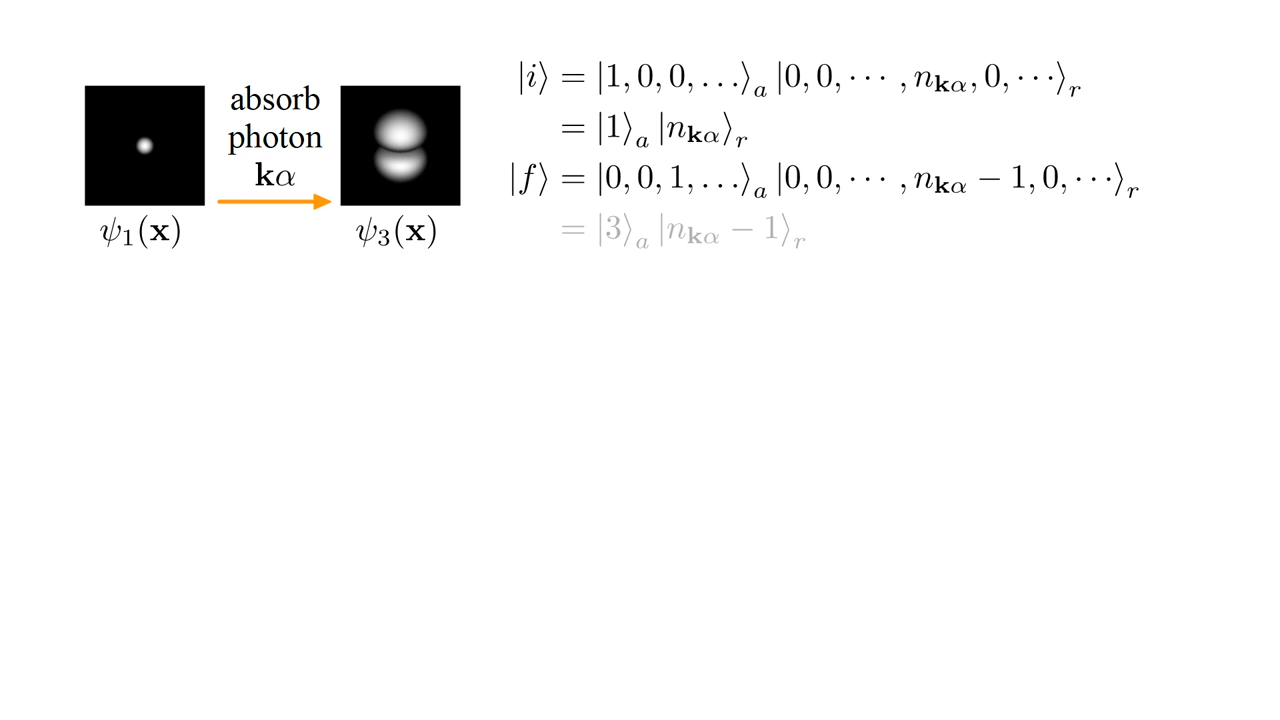 absorb
photon
𝐤α
ψ₁(𝐱)
ψ₃(𝐱)
|i⟩ = |1, 0, 0, …⟩ₐ |0, 0, ⋯ , n_𝐤α, 0, ⋯⟩ᵣ
= |1⟩ₐ |n_𝐤α⟩ᵣ
|f⟩ = |0, 0, 1, …⟩ₐ |0, 0, ⋯ , n_𝐤α − 1, 0, ⋯⟩ᵣ
= |3⟩ₐ |n_𝐤α − 1⟩ᵣ